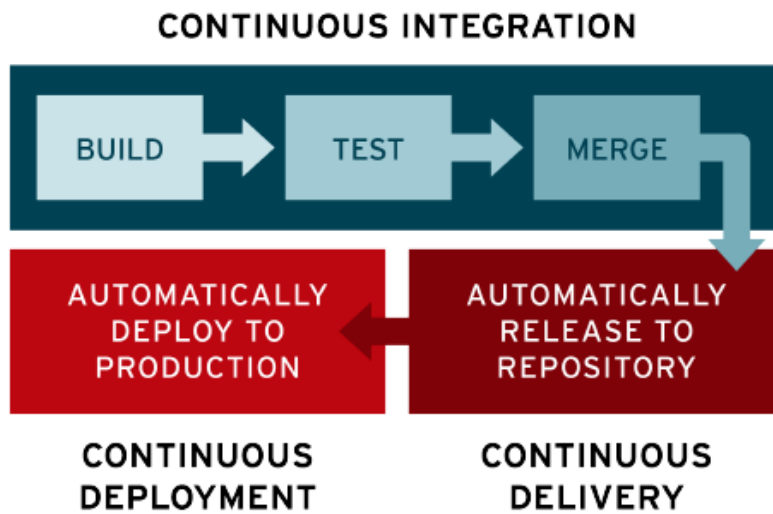 CONTINUOUS INTEGRATION
BUILD
TEST
MERGE
AUTOMATICALLY
DEPLOY TO
PRODUCTION
AUTOMATICALLY
RELEASE TO
REPOSITORY
CONTINUOUS
DEPLOYMENT
CONTINUOUS
DELIVERY